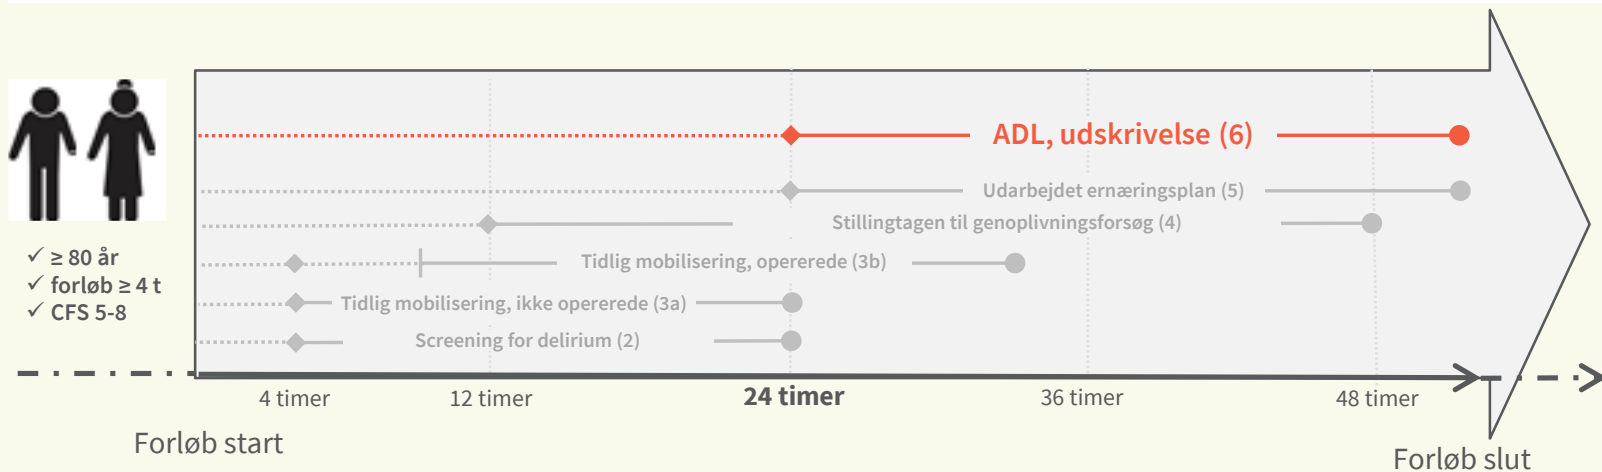 ADL, udskrivelse (6)
Udarbejdet ernæringsplan (5)
Stillingtagen til genoplivningsforsøg (4)
Tidlig mobilisering, opererede (3b)
Tidlig mobilisering, ikke opererede (3a)
Screening for delirium (2)
✓ ≥ 80 år
✓ forløb ≥ 4 t
✓ CFS 5-8
4 timer
12 timer
24 timer
36 timer
48 timer
Forløb start
Forløb slut